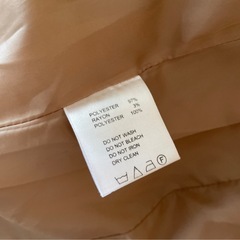 POLYESTER 97%
RAYON 3%
POLYESTER 100%
DO NOT WASH
DO NOT BLEACH
DO NOT IRON
DRY CLEAN
F